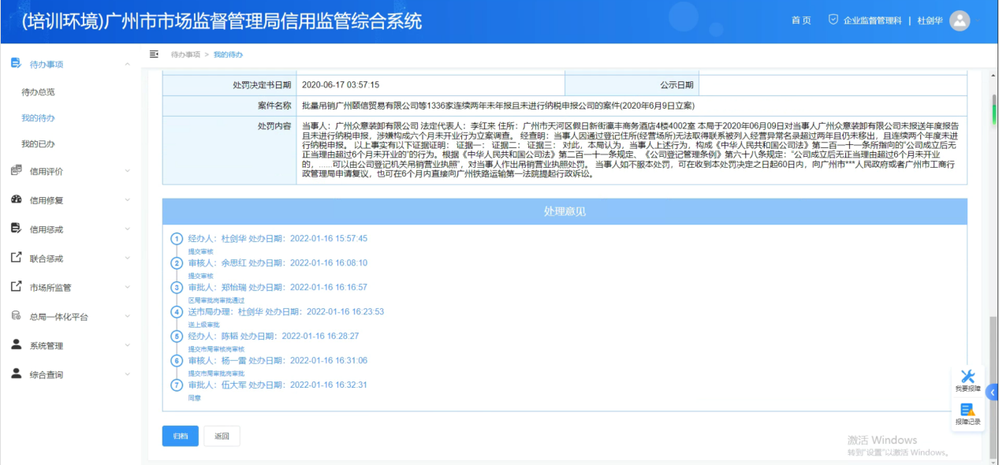 (培训环境)广州市市场监督管理局信用监管综合系统
首页
企业监督管理科 | 杜剑华
待办事项
待办总览
我的待办
我的已办
信用评价
信用修复
信用惩戒
联合惩戒
市场所监管
总局一体化平台
系统管理
综合查询
待办事项 > 我的待办
处罚决定书日期 2020-06-17 03:57:15 公示日期
案件名称 批量吊销广州颐信贸易有限公司等1336家连续两年未年报且未进行纳税申报公司的案件(2020年6月9日立案)
处罚内容 当事人：广州众意装卸有限公司 法定代表人：李红来 住所：广州市天河区假日新街瀛丰商务酒店4楼4002室 本局于2020年06月09日对当事人广州众意装卸有限公司未报送年度报告
且未进行纳税申报，涉嫌构成六个月未开业行为立案调查。 经查明：当事人因通过登记住所(经营场所)无法取得联系被列入经营异常名录超过两年且仍未移出，且连续两个年度未进
行纳税申报。 以上事实有以下证据证明： 证据一： 证据二： 证据三： 对此，本局认为，当事人上述行为，构成《中华人民共和国公司法》第二百一十一条所指向的“公司成立后无
正当理由超过6个月未开业的”的行为。根据《中华人民共和国公司法》第二百一十一条规定、《公司登记管理条例》第六十八条规定：“公司成立后无正当理由超过6个月未开业
的，……可以由公司登记机关吊销营业执照”，对当事人作出吊销营业执照处罚。 当事人如不服本处罚，可在收到本处罚决定之日起60日内，向广州市***人民政府或者广州市工商行
政管理局申请复议，也可在6个月内直接向广州铁路运输第一法院提起行政诉讼。
处理意见
1 经办人：杜剑华 处办日期：2022-01-16 15:57:45
提交审核
2 审核人：余思红 处办日期：2022-01-16 16:08:10
提交审核
3 审批人：郑怡瑞 处办日期：2022-01-16 16:16:57
区局审批岗审批通过
4 送市局办理：杜剑华 处办日期：2022-01-16 16:23:53
送上级审批
5 经办人：陈韬 处办日期：2022-01-16 16:28:27
提交市局审核岗审核
6 审核人：杨一雷 处办日期：2022-01-16 16:31:06
提交市局审批岗审批
7 审批人：伍大军 处办日期：2022-01-16 16:32:31
同意
归档
返回
我要报障
报障记录
激活 Windows
转到“设置”以激活 Windows。